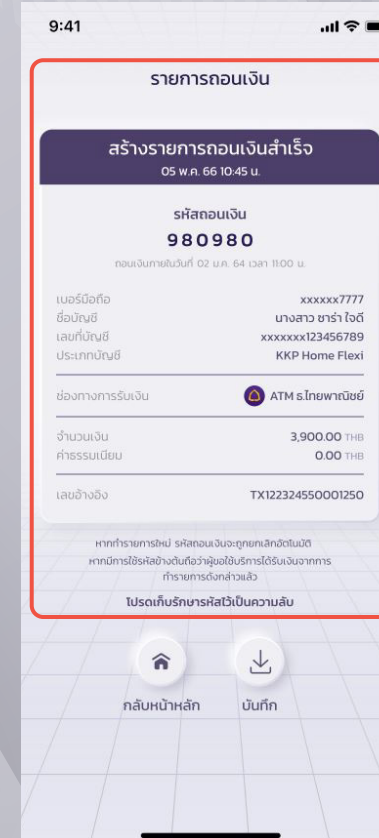 9:41
รายการถอนเงิน
สร้างรายการถอนเงินสำเร็จ
05 พ.ค. 66 10:45 น.
รหัสถอนเงิน
980980
ถอนเงินภายในวันที่ 02 ม.ค. 64 เวลา 11:00 น.
เบอร์มือถือ xxxxxx7777
ชื่อบัญชี นางสาว ซาร่า ใจดี
เลขที่บัญชี xxxxxxx123456789
ประเภทบัญชี KKP Home Flexi
ช่องทางการรับเงิน ATM ธ.ไทยพาณิชย์
จำนวนเงิน 3,900.00 THB
ค่าธรรมเนียม 0.00 THB
เลขอ้างอิง TX122324550001250
หากทำรายการใหม่ รหัสถอนเงินจะถูกยกเลิกอัตโนมัติ
หากมีการใช้รหัสข้างต้นถือว่าผู้ขอใช้บริการได้รับเงินจากการ
ทำรายการดังกล่าวแล้ว
โปรดเก็บรักษารหัสไว้เป็นความลับ
กลับหน้าหลัก บันทึก